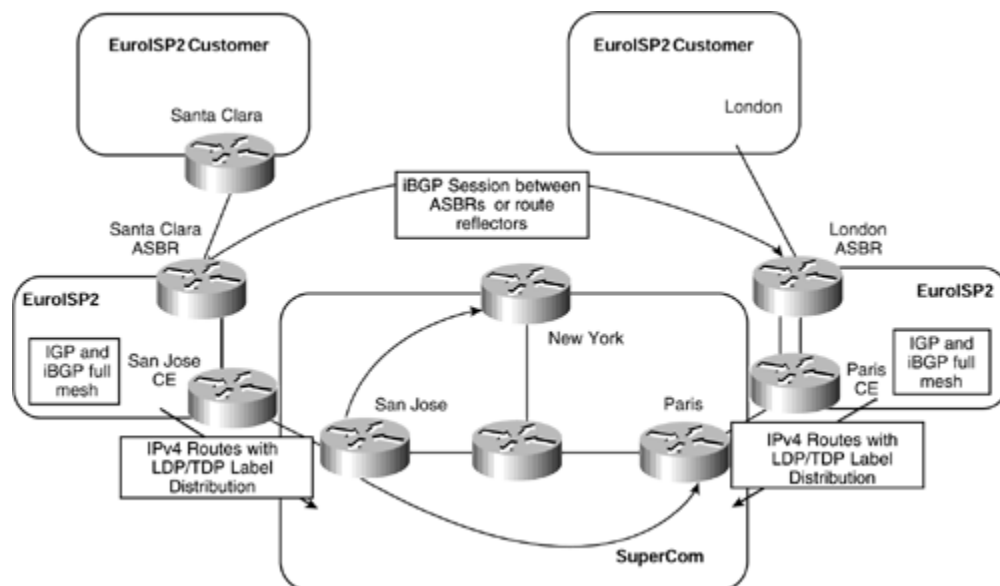 EuroISP2 Customer
Santa Clara
EuroISP2 Customer
London
iBGP Session between
ASBRs or route
reflectors
Santa Clara
ASBR
London
ASBR
EuroISP2
EuroISP2
IGP and
iBGP full
mesh
San Jose
CE
New York
Paris
CE
IGP and
iBGP full
mesh
San Jose
Paris
IPv4 Routes with
LDP/TDP Label
Distribution
IPv4 Routes with
LDP/TDP Label
Distribution
SuperCom